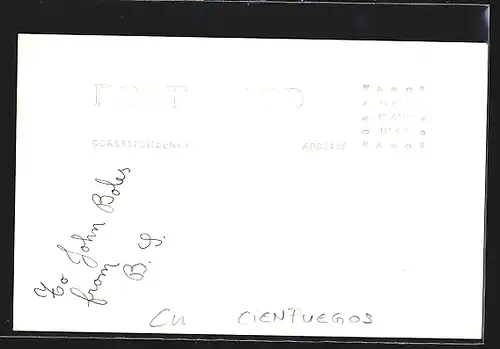 POST CARD
CORRESPONDENCE
ADDRESS
PLACE
STAMP
HERE
To John Boles
from
B. S.
Cu CIENFUEGOS